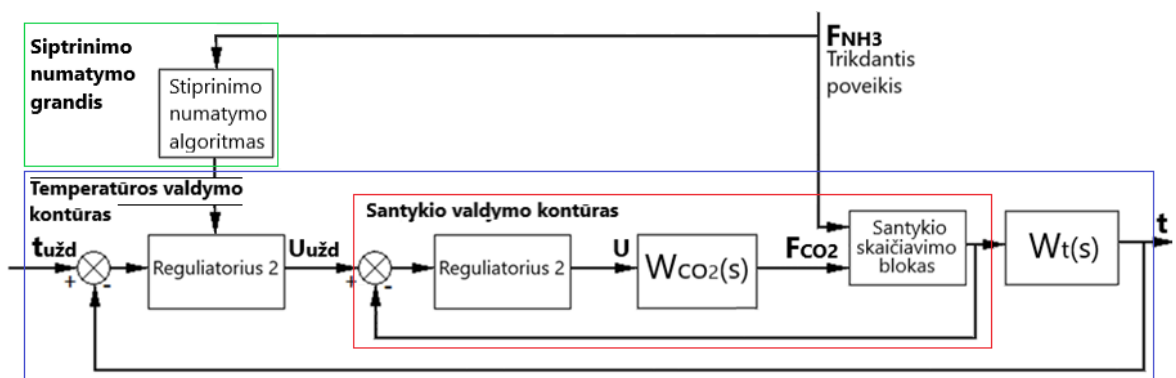 Siptrinimo
numatymo
grandis
Stiprinimo
numatymo
algoritmas
FNH3
Trikdantis
poveikis
Temperatūros valdymo
kontūras
Santykio valdymo kontūras
tužd
+
-
Reguliatorius 2
Uužd
+
-
Reguliatorius 2
U
WCO2(s)
FCO2
Santykio
skaičiavimo
blokas
Wt(s)
t